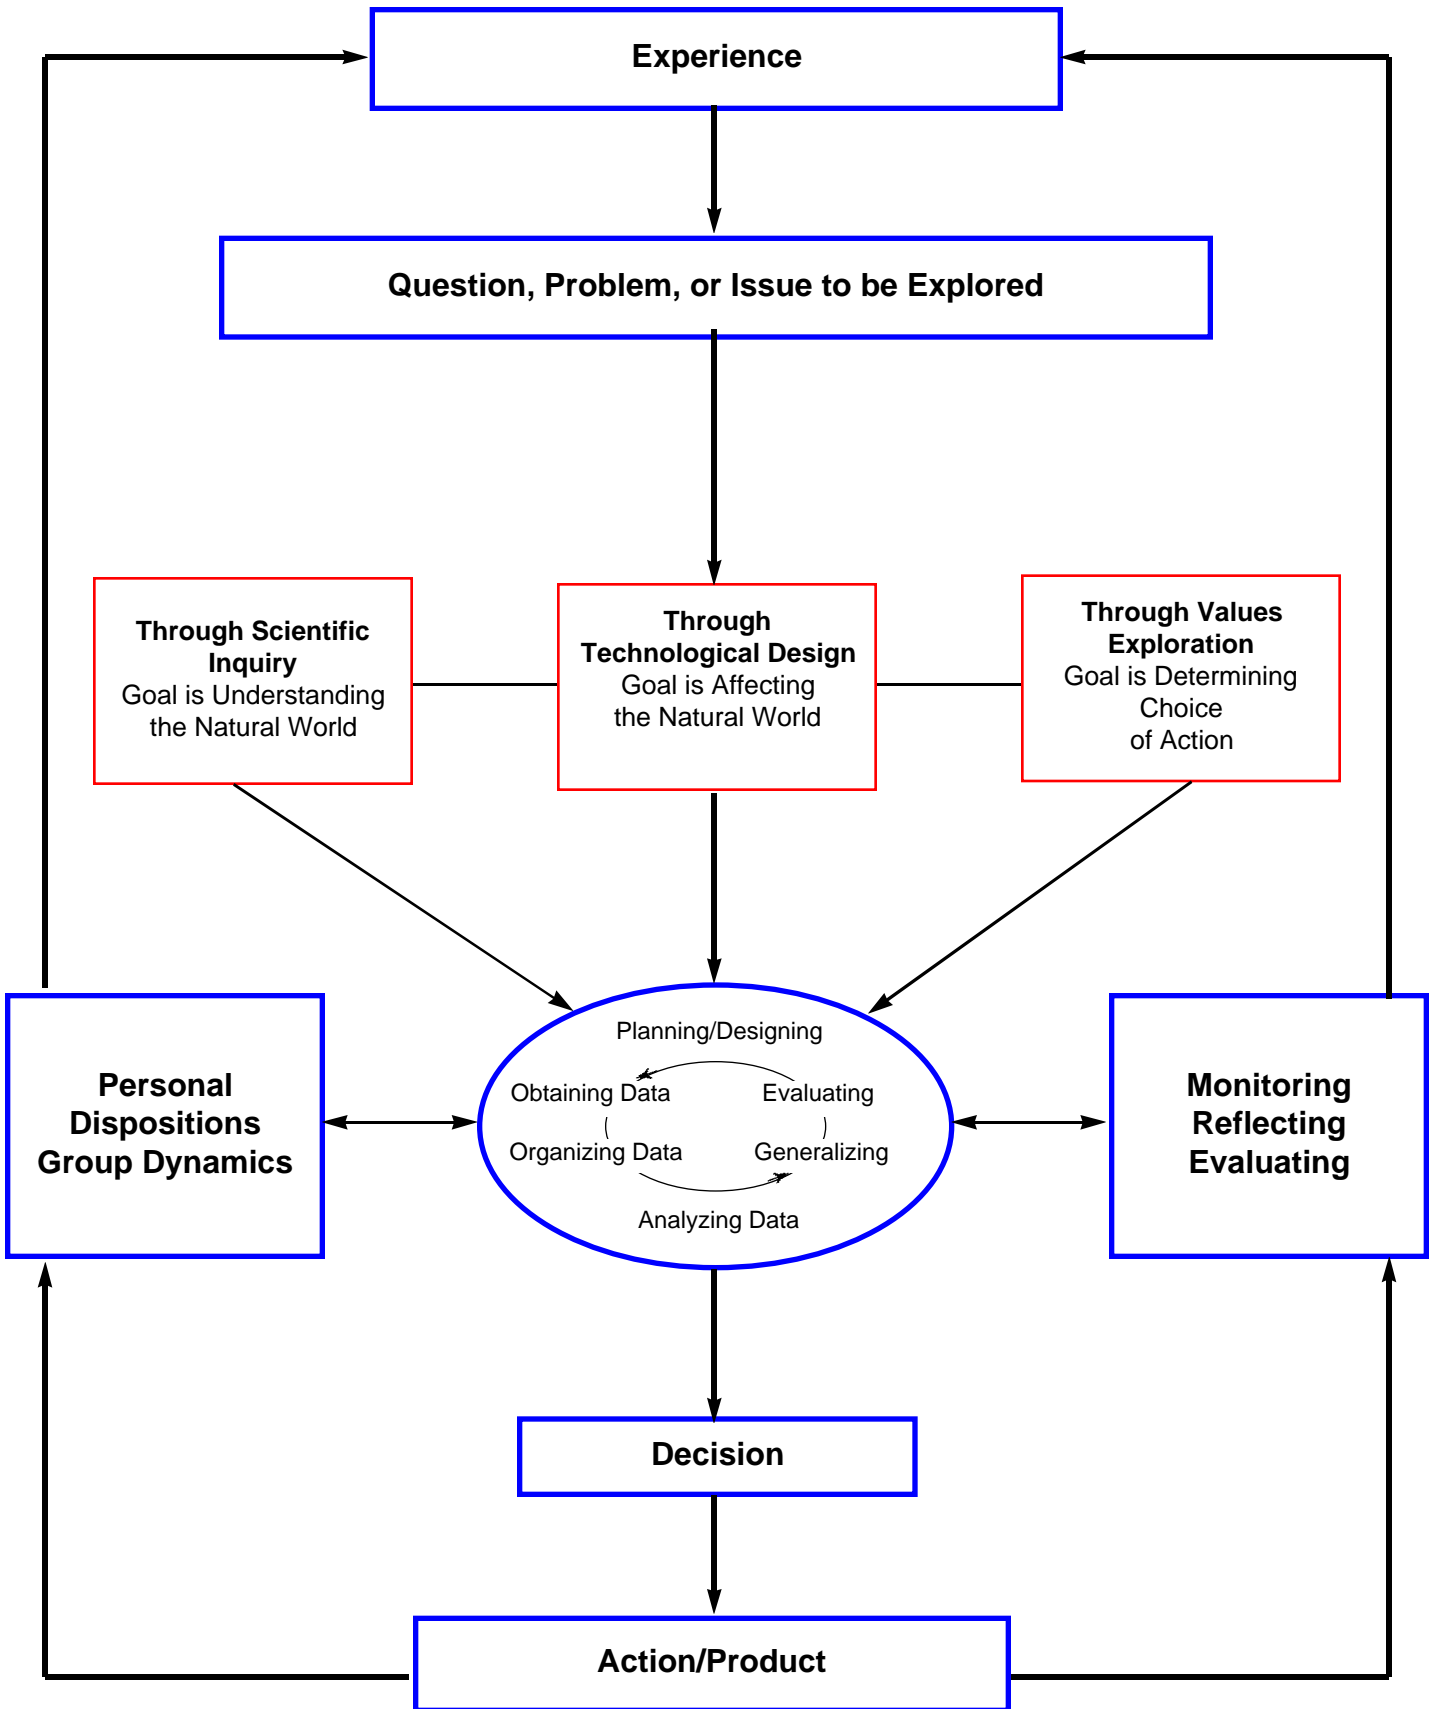 Experience
Question, Problem, or Issue to be Explored
Through Scientific
Inquiry
Goal is Understanding
the Natural World
Through
Technological Design
Goal is Affecting
the Natural World
Through Values
Exploration
Goal is Determining
Choice
of Action
Personal
Dispositions
Group Dynamics
Planning/Designing
Obtaining Data
Evaluating
Organizing Data
Generalizing
Analyzing Data
Monitoring
Reflecting
Evaluating
Decision
Action/Product